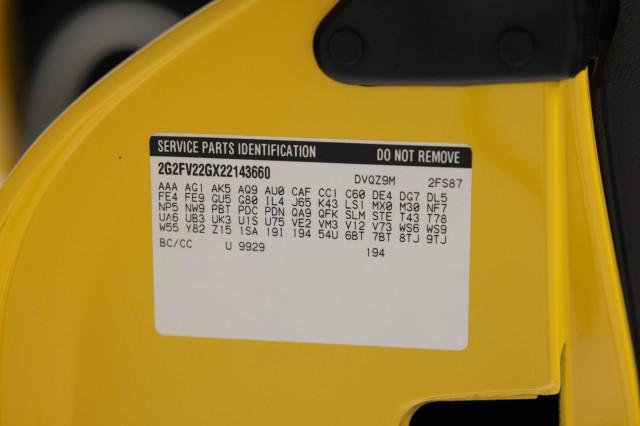 SERVICE PARTS IDENTIFICATION DO NOT REMOVE
2G2FV22GX22143660 DVQZ9M 2FS87
AAA AG1 AK5 AQ9 AU0 CAF CC1 C60 DE4 DG7 DL5
FE4 FE9 GU5 G80 IL4 J65 K43 LS1 MX0 M30 NF7
NP5 NW9 PBT PDC PDN QA9 QFK SLM STE T43 T78
UA6 UB3 UK3 U1S U75 VE2 VM3 V12 V73 WS6 WS9
W55 Y82 Z15 1SA 19I 194 54U 6BT 7BT 8TJ 9TJ
BC/CC U 9929 194